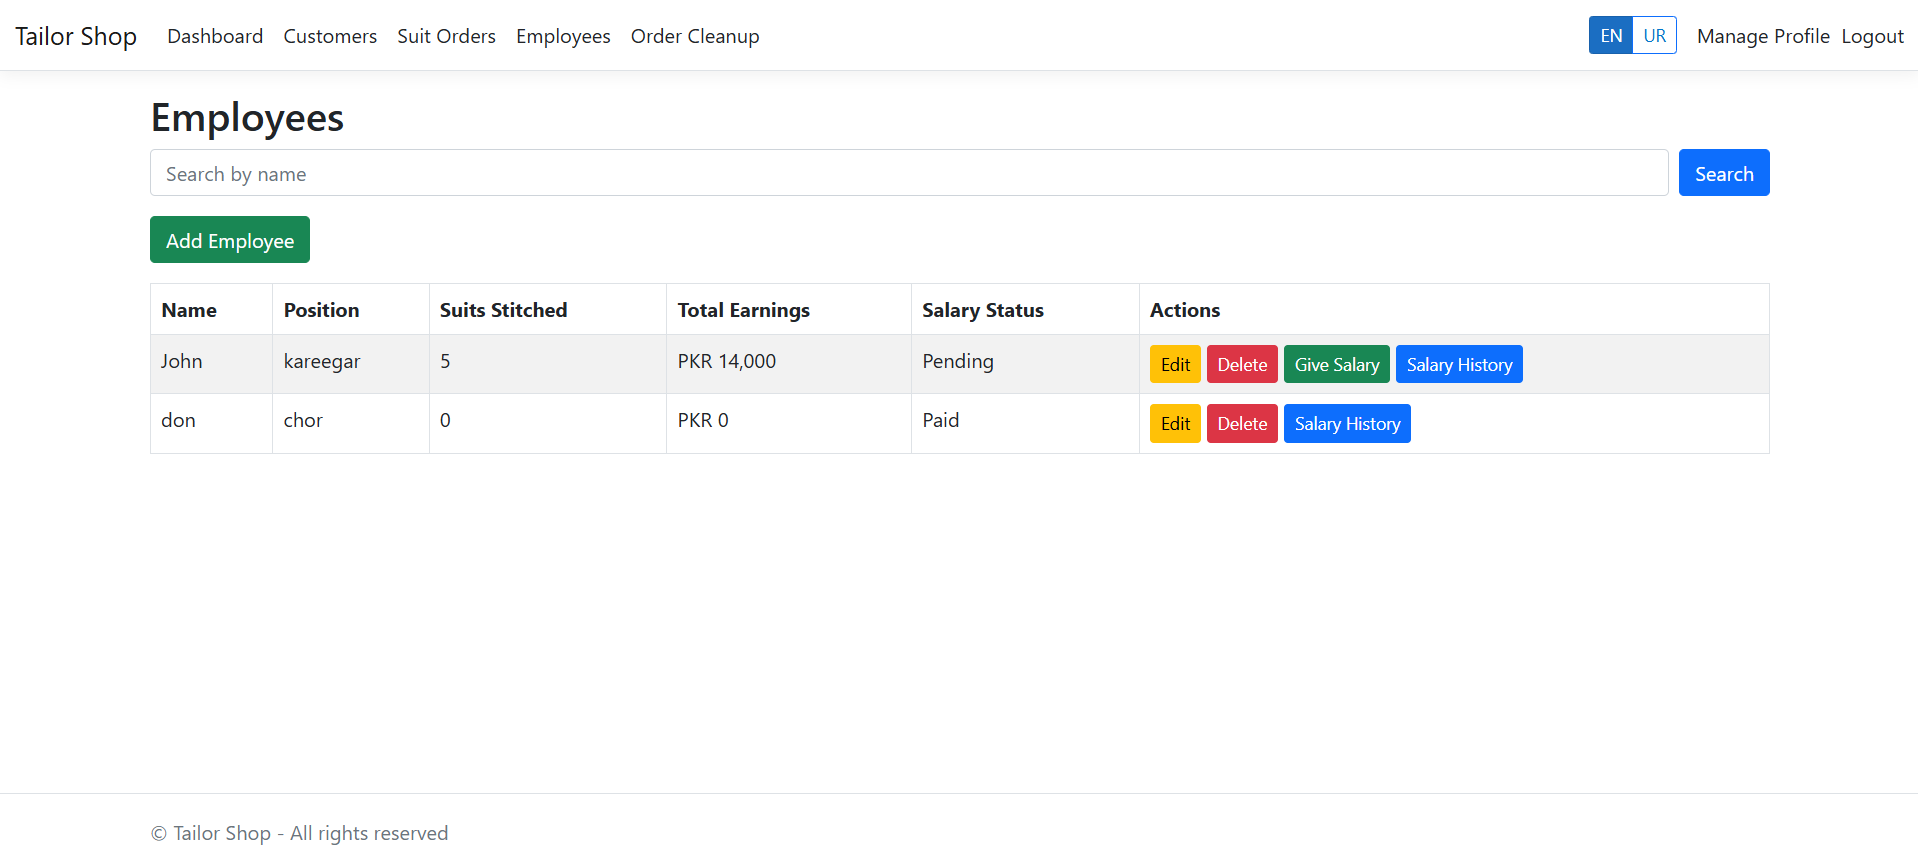 Tailor Shop Dashboard Customers Suit Orders Employees Order Cleanup EN UR Manage Profile Logout
Employees
Search by name Search
Add Employee
Name Position Suits Stitched Total Earnings Salary Status Actions
John kareegar 5 PKR 14,000 Pending Edit Delete Give Salary Salary History
don chor 0 PKR 0 Paid Edit Delete Salary History
© Tailor Shop - All rights reserved